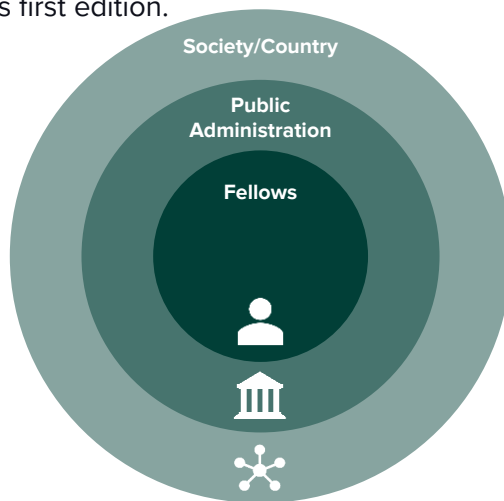 s first edition.
Society/Country
Public
Administration
Fellows